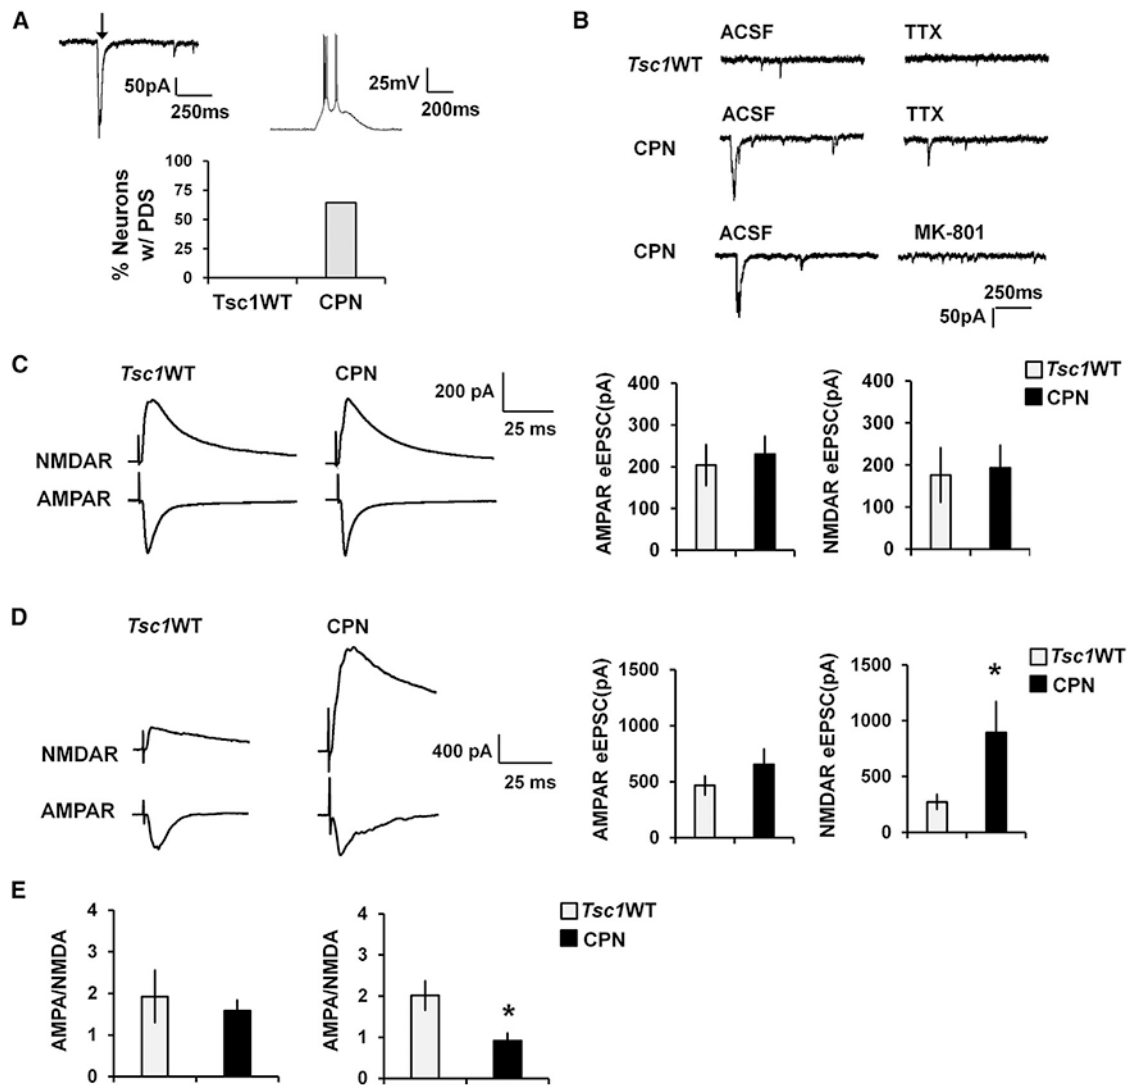 A
50pA
250ms
25mV
200ms
% Neurons
w/ PDS
100
75
50
25
0
Tsc1WT CPN
B
ACSF TTX
Tsc1WT
ACSF TTX
CPN
ACSF MK-801
CPN
250ms
50pA
C
Tsc1WT CPN
200 pA
25 ms
NMDAR
AMPAR
AMPAR eEPSC(pA)
400
300
200
100
0
NMDAR eEPSC(pA)
400
300
200
100
0
Tsc1WT
CPN
D
Tsc1WT CPN
NMDAR
400 pA
25 ms
AMPAR
AMPAR eEPSC(pA)
1500
1000
500
0
NMDAR eEPSC(pA)
1500
1000
500
0
*
Tsc1WT
CPN
E
AMPA/NMDA
4
3
2
1
0
AMPA/NMDA
4
3
2
1
0
*
Tsc1WT
CPN